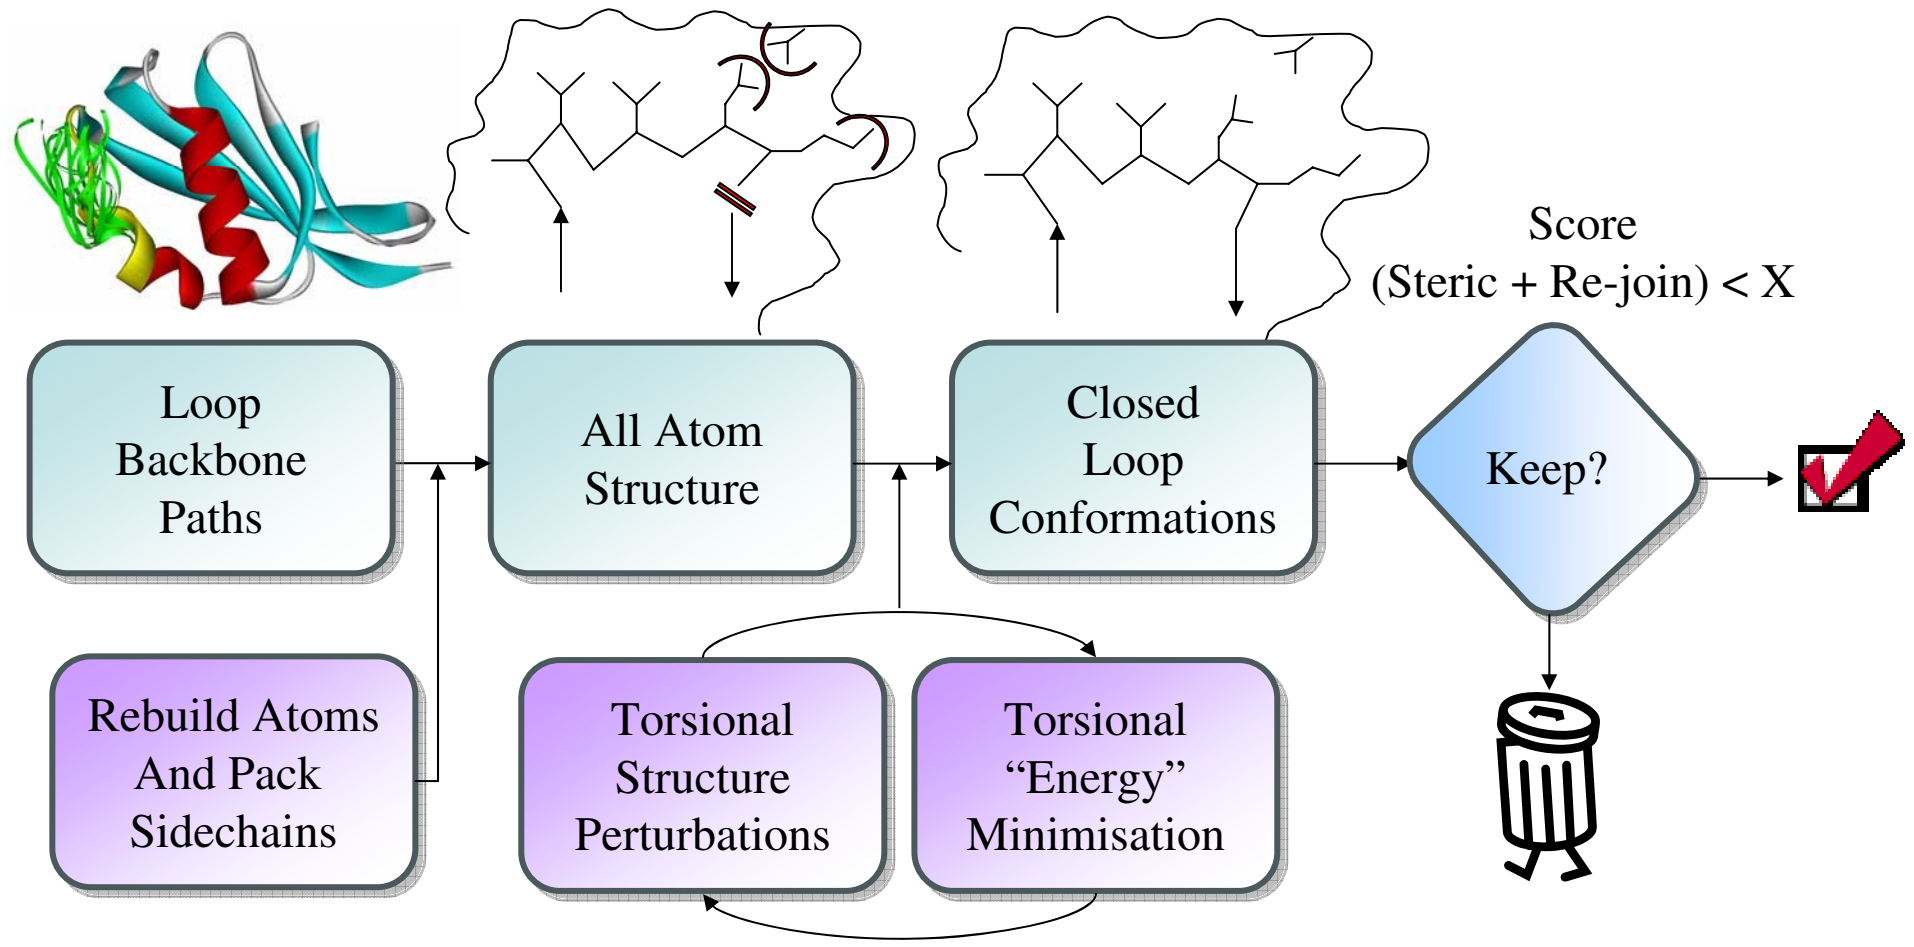 Score
(Steric + Re-join) < X
Loop
Backbone
Paths
All Atom
Structure
Closed
Loop
Conformations
Keep?
Rebuild Atoms
And Pack
Sidechains
Torsional
Structure
Perturbations
Torsional
“Energy”
Minimisation